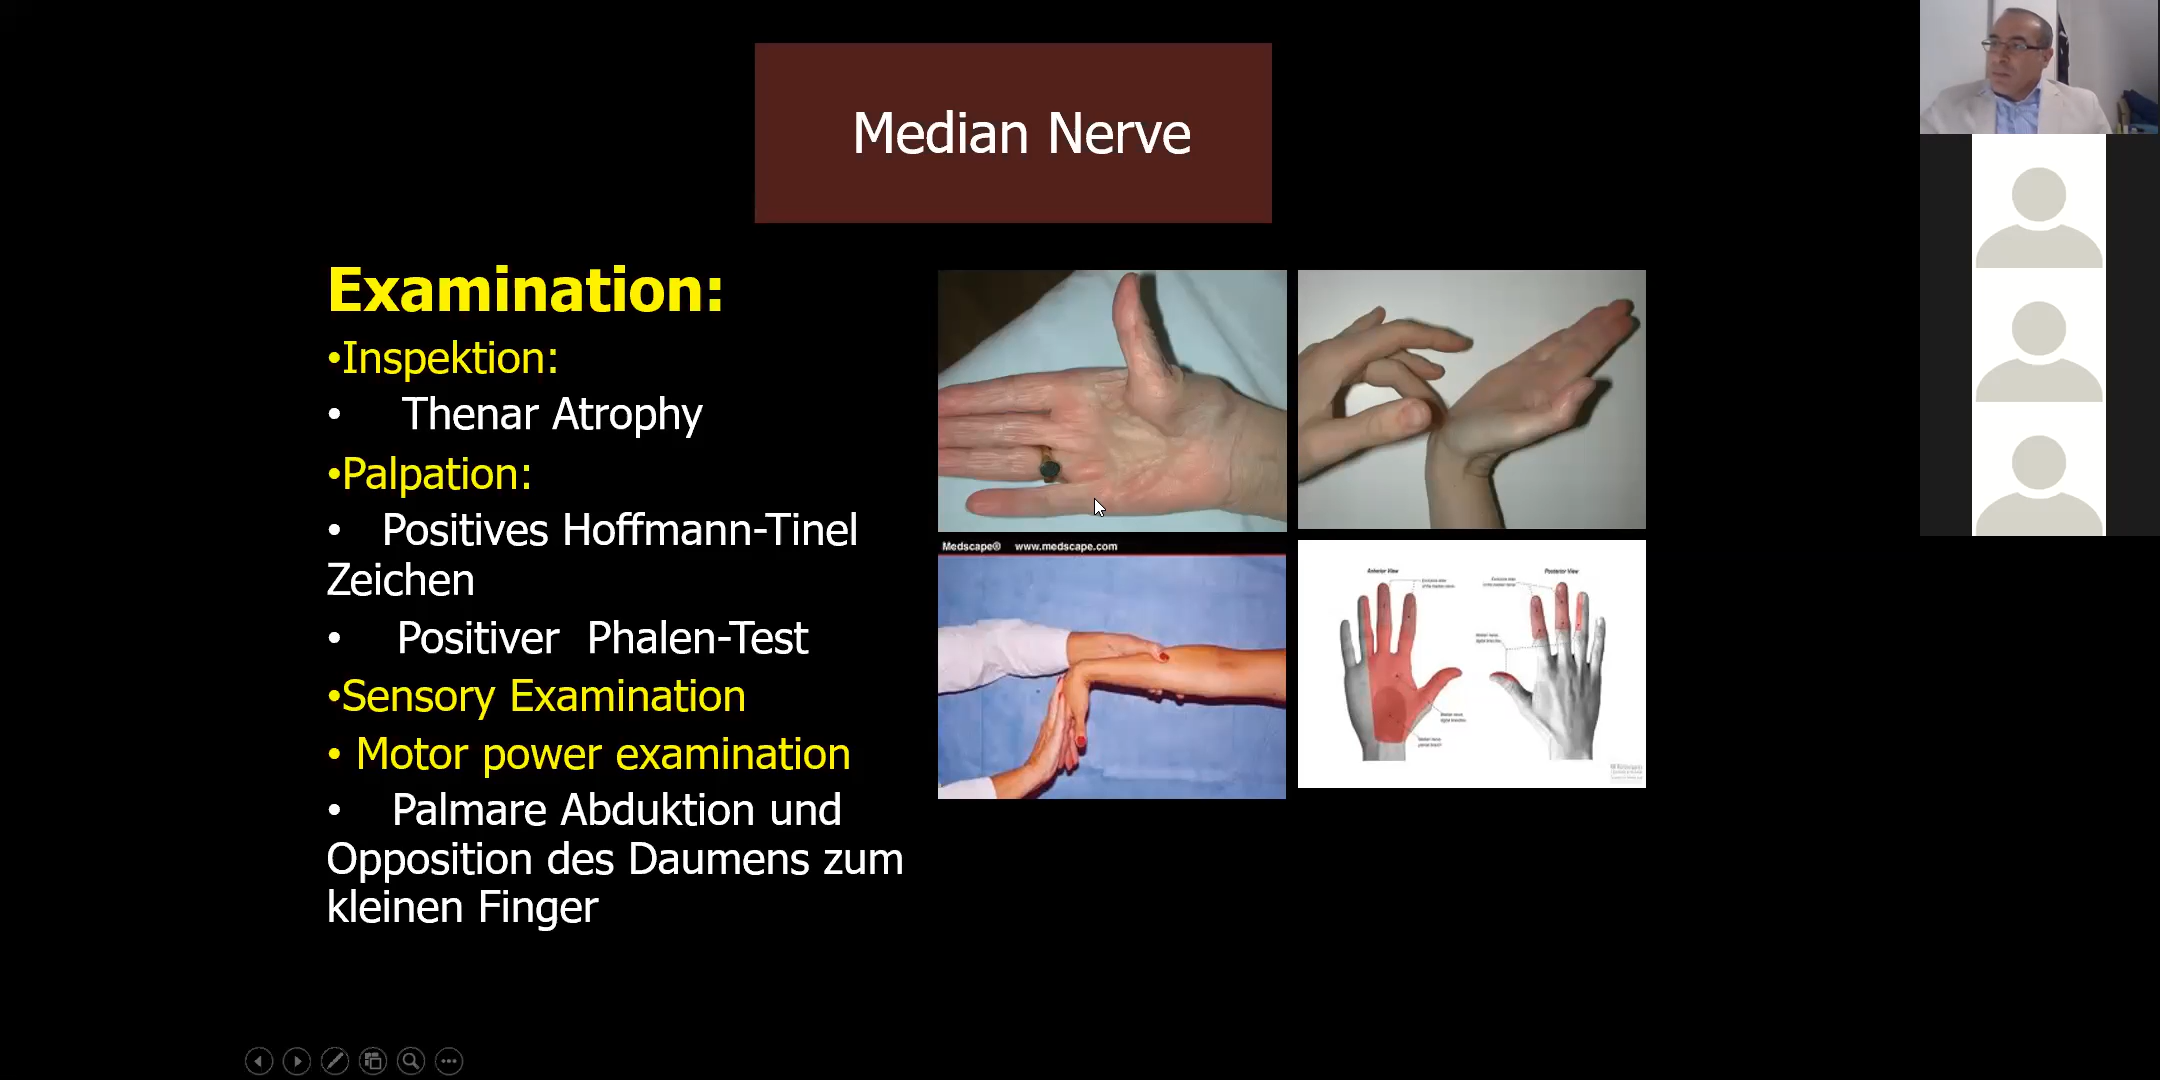 Median Nerve
Examination:
•Inspektion:
• Thenar Atrophy
•Palpation:
• Positives Hoffmann-Tinel
Zeichen
• Positiver Phalen-Test
•Sensory Examination
• Motor power examination
• Palmare Abduktion und
Opposition des Daumens zum
kleinen Finger
Medscape® www.medscape.com
Anterior View
Posterior View